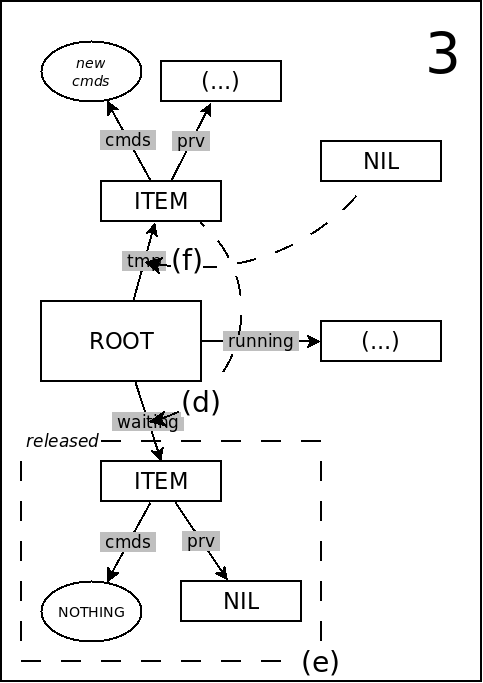 3
new
cmds
(...)
cmds
prv
NIL
ITEM
tmp
(f)
ROOT
running
(...)
(d)
waiting
released
ITEM
cmds
prv
NOTHING
NIL
(e)